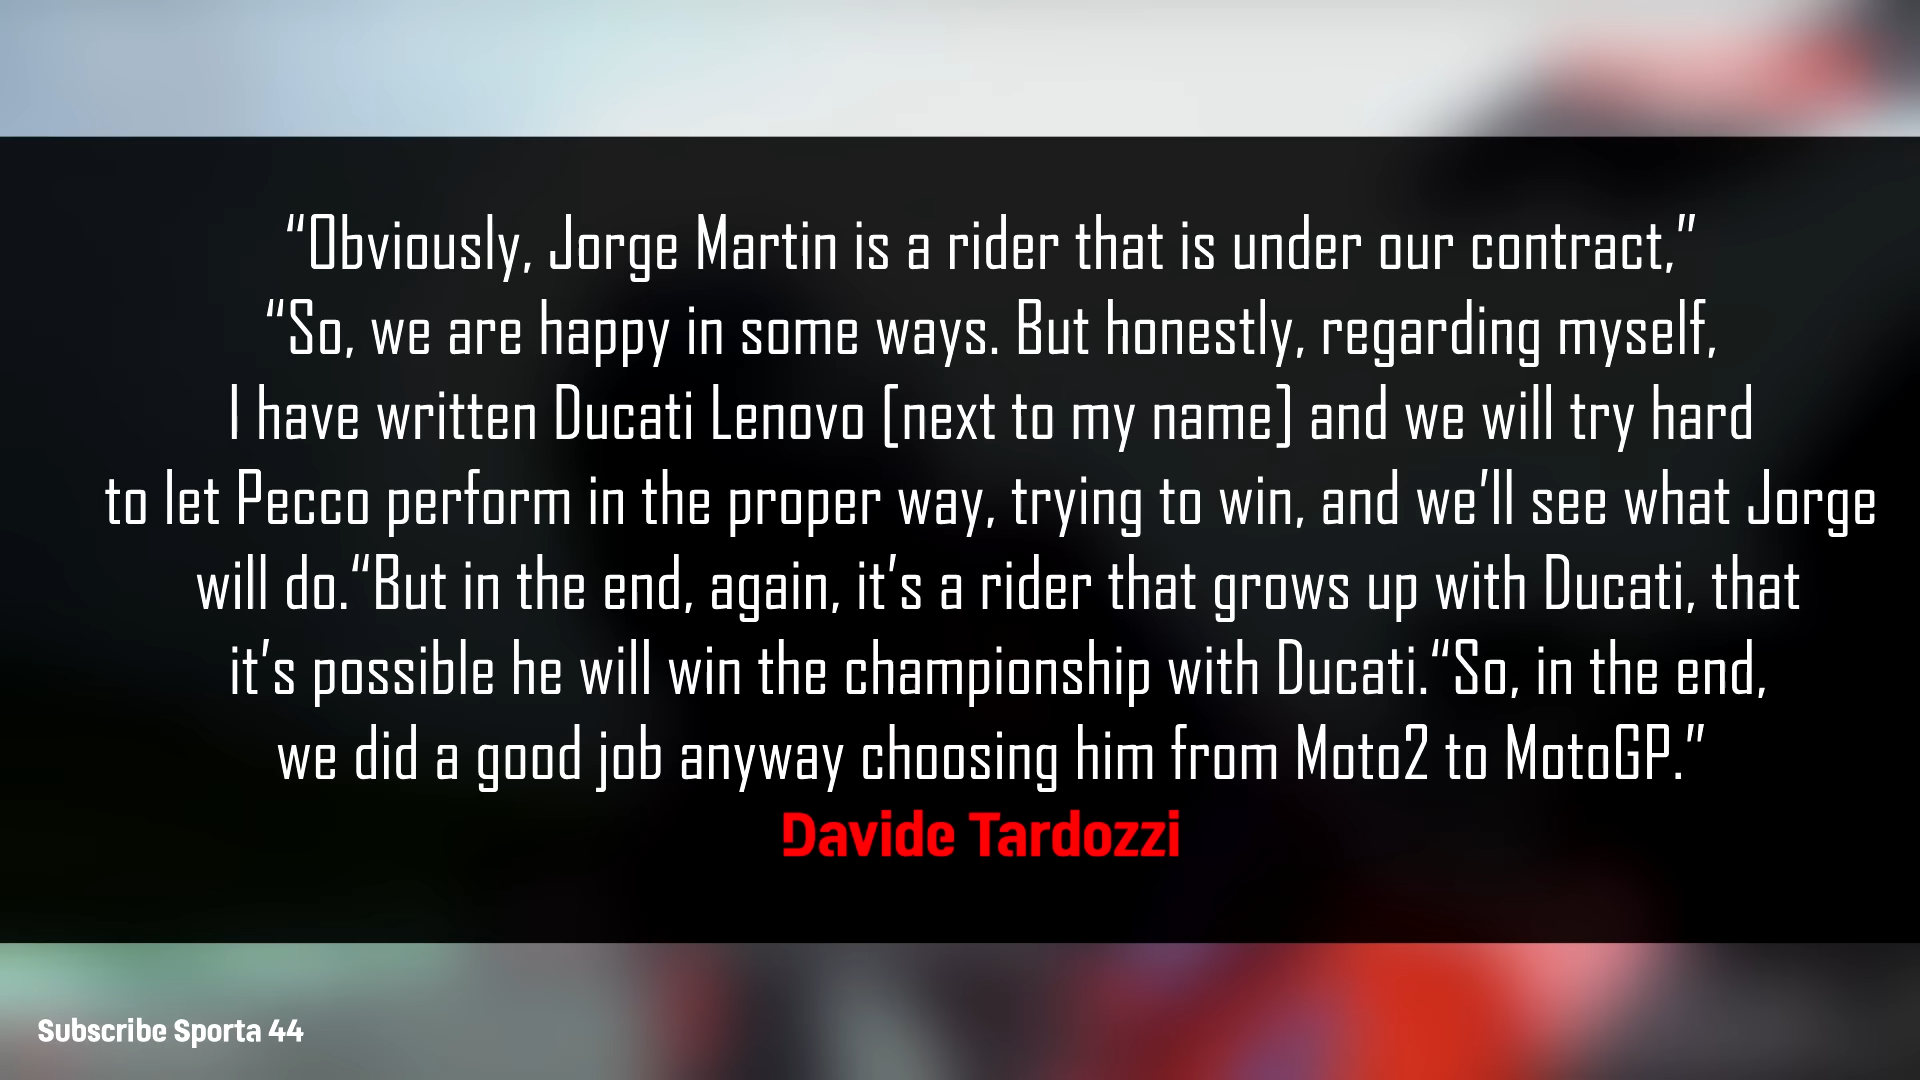 “Obviously, Jorge Martin is a rider that is under our contract,”
“So, we are happy in some ways. But honestly, regarding myself,
I have written Ducati Lenovo [next to my name] and we will try hard
to let Pecco perform in the proper way, trying to win, and we’ll see what Jorge
will do.“But in the end, again, it’s a rider that grows up with Ducati, that
it’s possible he will win the championship with Ducati.“So, in the end,
we did a good job anyway choosing him from Moto2 to MotoGP.”
Davide Tardozzi
Subscribe Sporta 44